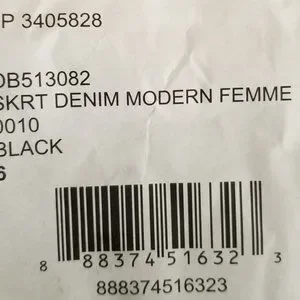 P 3405828
DB513082
SKRT DENIM MODERN FEMME
0010
BLACK
6
8 88374 51632 3
888374516323